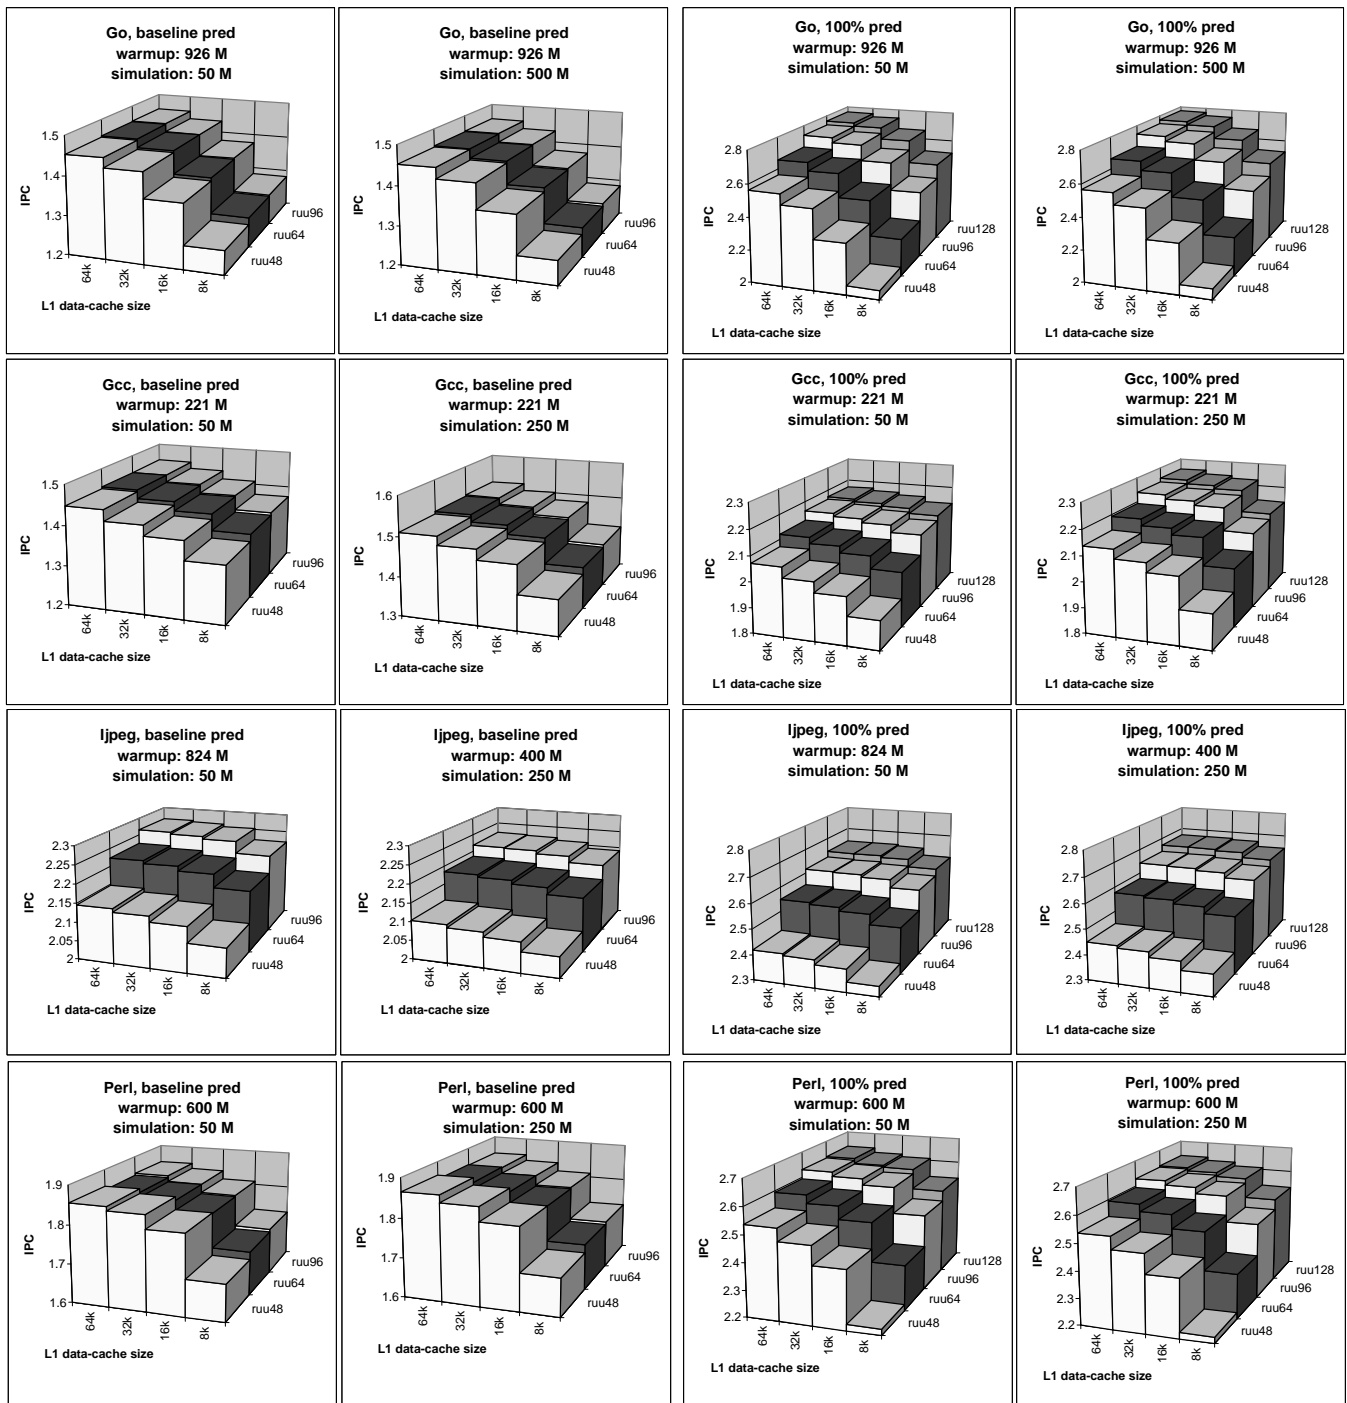 Go, baseline pred
warmup: 926 M
simulation: 50 M
1.5
1.4
1.3
1.2
IPC
64k
32k
16k
8k
ruu96
ruu64
ruu48
L1 data-cache size
Go, baseline pred
warmup: 926 M
simulation: 500 M
1.5
1.4
1.3
1.2
IPC
64k
32k
16k
8k
ruu96
ruu64
ruu48
L1 data-cache size
Go, 100% pred
warmup: 926 M
simulation: 50 M
2.8
2.6
2.4
2.2
2
IPC
64k
32k
16k
8k
ruu128
ruu96
ruu64
ruu48
L1 data-cache size
Go, 100% pred
warmup: 926 M
simulation: 500 M
2.8
2.6
2.4
2.2
2
IPC
64k
32k
16k
8k
ruu128
ruu96
ruu64
ruu48
L1 data-cache size
Gcc, baseline pred
warmup: 221 M
simulation: 50 M
1.5
1.4
1.3
1.2
IPC
64k
32k
16k
8k
ruu96
ruu64
ruu48
L1 data-cache size
Gcc, baseline pred
warmup: 221 M
simulation: 250 M
1.6
1.5
1.4
1.3
IPC
64k
32k
16k
8k
ruu96
ruu64
ruu48
L1 data-cache size
Gcc, 100% pred
warmup: 221 M
simulation: 50 M
2.3
2.2
2.1
2
1.9
1.8
IPC
64k
32k
16k
8k
ruu128
ruu96
ruu64
ruu48
L1 data-cache size
Gcc, 100% pred
warmup: 221 M
simulation: 250 M
2.3
2.2
2.1
2
1.9
1.8
IPC
64k
32k
16k
8k
ruu128
ruu96
ruu64
ruu48
L1 data-cache size
Ijpeg, baseline pred
warmup: 824 M
simulation: 50 M
2.3
2.25
2.2
2.15
2.1
2.05
2
IPC
64k
32k
16k
8k
ruu96
ruu64
ruu48
L1 data-cache size
Ijpeg, baseline pred
warmup: 400 M
simulation: 250 M
2.3
2.25
2.2
2.15
2.1
2.05
2
IPC
64k
32k
16k
8k
ruu96
ruu64
ruu48
L1 data-cache size
Ijpeg, 100% pred
warmup: 824 M
simulation: 50 M
2.8
2.7
2.6
2.5
2.4
2.3
IPC
64k
32k
16k
8k
ruu128
ruu96
ruu64
ruu48
L1 data-cache size
Ijpeg, 100% pred
warmup: 400 M
simulation: 250 M
2.8
2.7
2.6
2.5
2.4
2.3
IPC
64k
32k
16k
8k
ruu128
ruu96
ruu64
ruu48
L1 data-cache size
Perl, baseline pred
warmup: 600 M
simulation: 50 M
1.9
1.8
1.7
1.6
IPC
64k
32k
16k
8k
ruu96
ruu64
ruu48
L1 data-cache size
Perl, baseline pred
warmup: 600 M
simulation: 250 M
1.9
1.8
1.7
1.6
IPC
64k
32k
16k
8k
ruu96
ruu64
ruu48
L1 data-cache size
Perl, 100% pred
warmup: 600 M
simulation: 50 M
2.7
2.6
2.5
2.4
2.3
2.2
IPC
64k
32k
16k
8k
ruu128
ruu96
ruu64
ruu48
L1 data-cache size
Perl, 100% pred
warmup: 600 M
simulation: 250 M
2.7
2.6
2.5
2.4
2.3
2.2
IPC
64k
32k
16k
8k
ruu128
ruu96
ruu64
ruu48
L1 data-cache size